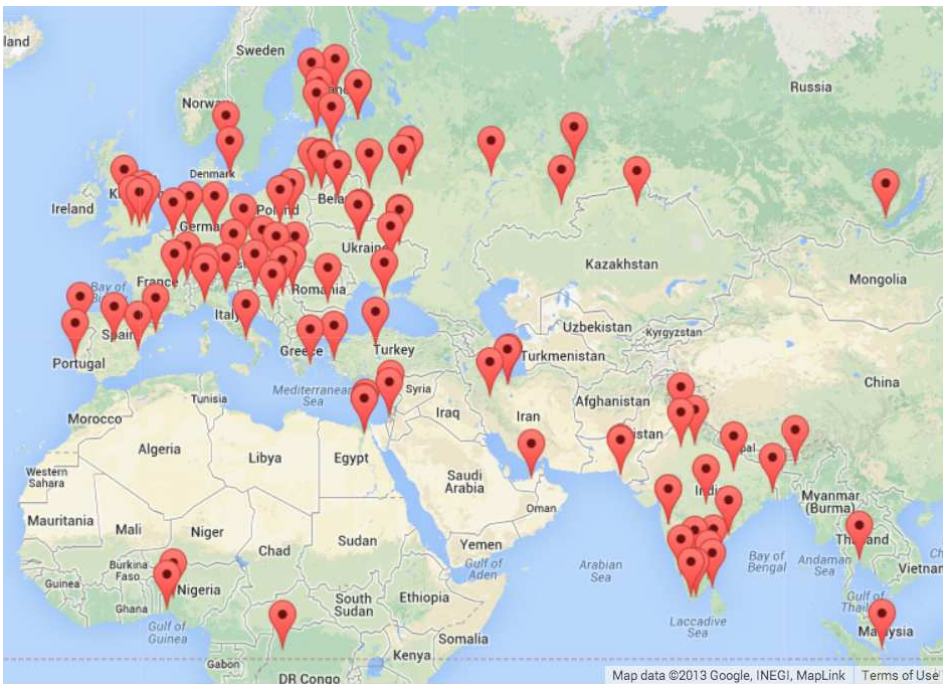 land
Sweden
Russia
Norway
Denmark
Ireland
Poland
Germany
Ukraine
Kazakhstan
Mongolia
France
Romania
Bay of
Italy
Uzbekistan
Kyrgyzstan
Spain
Portugal
Greece
Turkey
Turkmenistan
China
Mediterranean
Sea
Syria
Tunisia
Afghanistan
Morocco
Iraq
Iran
Algeria
Libya
Egypt
Western
Sahara
Saudi
Arabia
Oman
Myanmar
(Burma)
Mauritania
Mali
Niger
Chad
Sudan
Yemen
Gulf of
Aden
Arabian
Sea
Bay of
Bengal
Andaman
Sea
Thailand
Vietnam
Burkina
Faso
Guinea
Nigeria
Ghana
South
Sudan
Ethiopia
Gulf of
Thailand
Gulf of
Guinea
Laccadive
Sea
Somalia
Malaysia
Kenya
Gabon
DR Congo
Map data ©2013 Google, INEGI, MapLink
Terms of Use